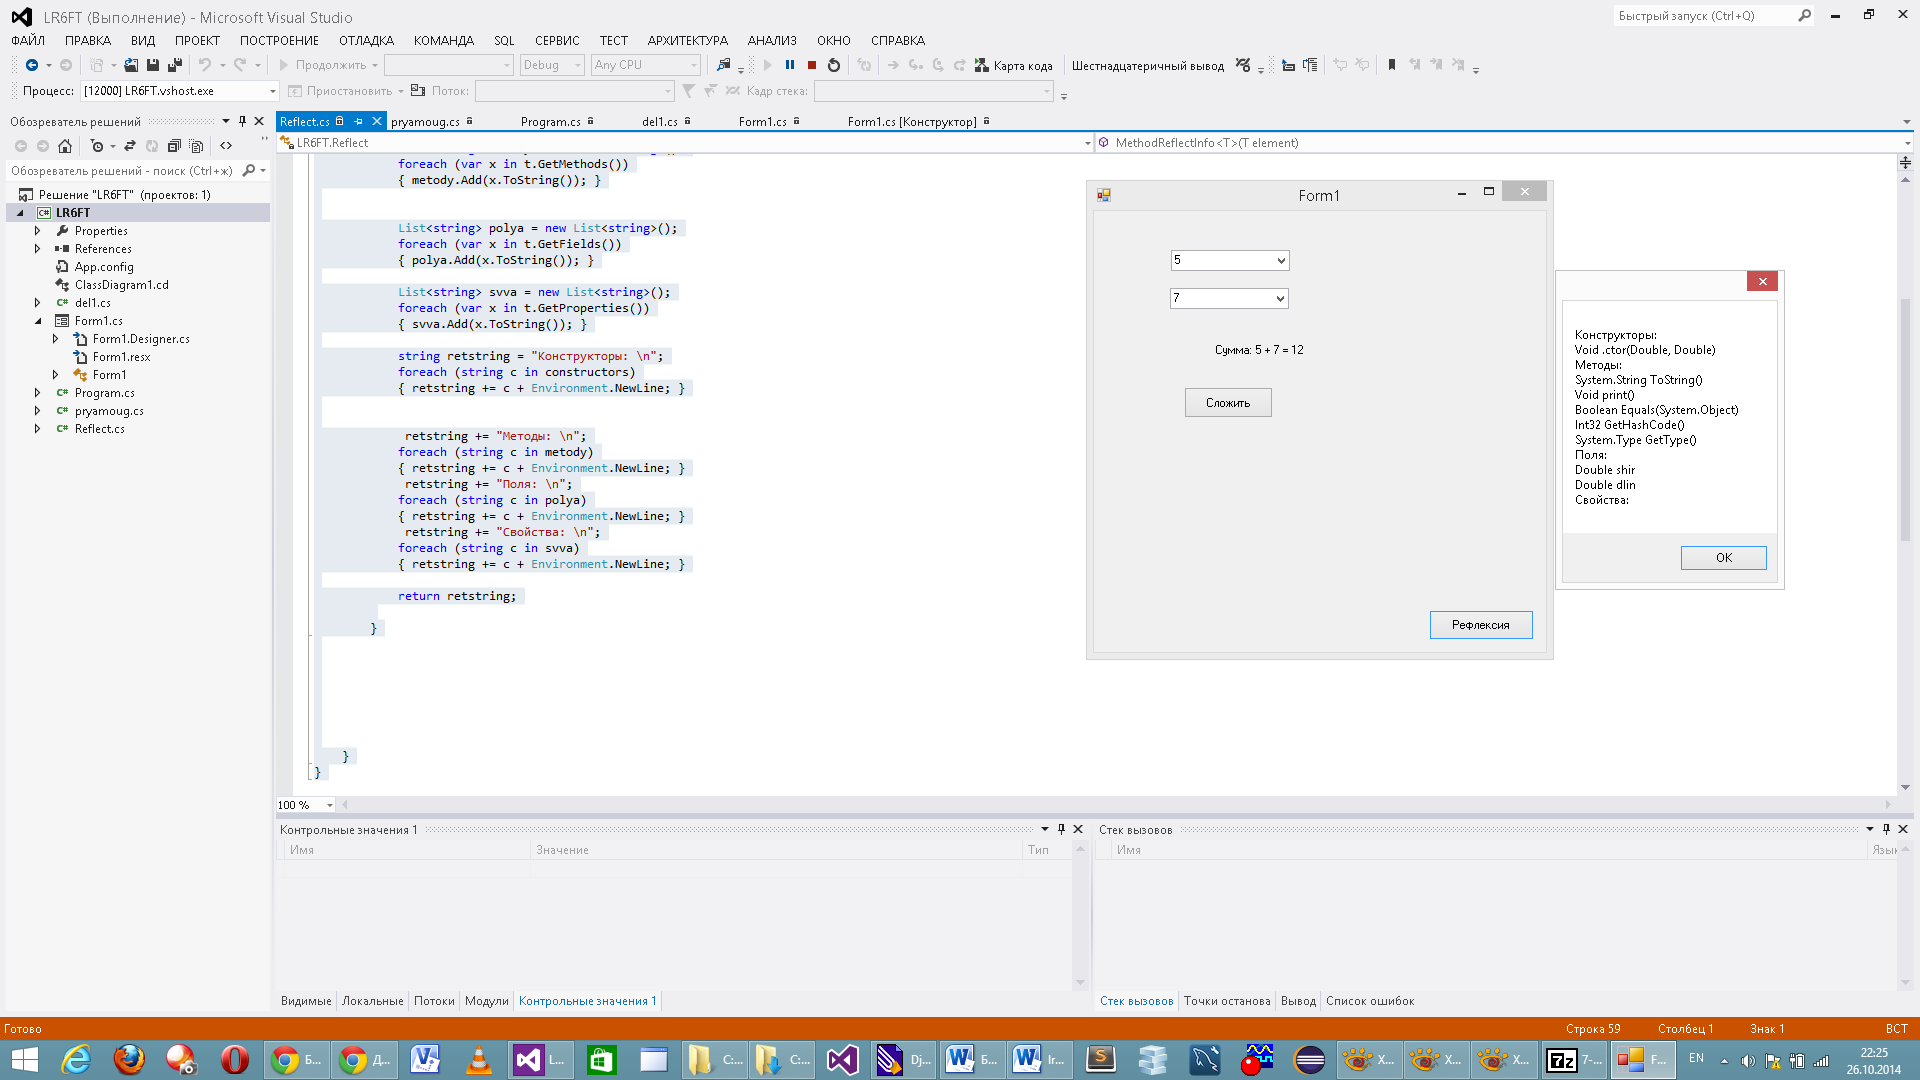 LR6FT (Выполнение) - Microsoft Visual Studio
Быстрый запуск (Ctrl+Q)
ФАЙЛ ПРАВКА ВИД ПРОЕКТ ПОСТРОЕНИЕ ОТЛАДКА КОМАНДА SQL СЕРВИС ТЕСТ АРХИТЕКТУРА АНАЛИЗ ОКНО СПРАВКА
Продолжить Debug Any CPU Карта кода Шестнадцатеричный вывод
Процесс: [12000] LR6FT.vshost.exe Приостановить Поток: Кадр стека:
Обозреватель решений
Обозреватель решений - поиск (Ctrl+ж)
Решение "LR6FT" (проектов: 1)
LR6FT
Properties
References
App.config
ClassDiagram1.cd
del1.cs
Form1.cs
Form1.Designer.cs
Form1.resx
Form1
Program.cs
pryamoug.cs
Reflect.cs
Reflect.cs pryamoug.cs Program.cs del1.cs Form1.cs Form1.cs [Конструктор]
LR6FT.Reflect MethodReflectInfo<T>(T element)
foreach (var x in t.GetMethods())
{ metody.Add(x.ToString()); }
List<string> polya = new List<string>();
foreach (var x in t.GetFields())
{ polya.Add(x.ToString()); }
List<string> svva = new List<string>();
foreach (var x in t.GetProperties())
{ svva.Add(x.ToString()); }
string retstring = "Конструкторы: \n";
foreach (string c in constructors)
{ retstring += c + Environment.NewLine; }
retstring += "Методы: \n";
foreach (string c in metody)
{ retstring += c + Environment.NewLine; }
retstring += "Поля: \n";
foreach (string c in polya)
{ retstring += c + Environment.NewLine; }
retstring += "Свойства: \n";
foreach (string c in svva)
{ retstring += c + Environment.NewLine; }
return retstring;
}
}
}
100 %
Form1
5
7
Сумма: 5 + 7 = 12
Сложить
Рефлексия
Конструкторы:
Void .ctor(Double, Double)
Методы:
System.String ToString()
Void print()
Boolean Equals(System.Object)
Int32 GetHashCode()
System.Type GetType()
Поля:
Double shir
Double dlin
Свойства:
OK
Контрольные значения 1
Имя Значение Тип
Видимые Локальные Потоки Модули Контрольные значения 1
Стек вызовов
Имя Язык
Стек вызовов Точки останова Вывод Список ошибок
Готово Строка 59 Столбец 1 Знак 1 ВСТ
Б... Д... L... C:... C:... Dj... Б... Ir... X... X... X... 7-... F...
EN
22:25
26.10.2014